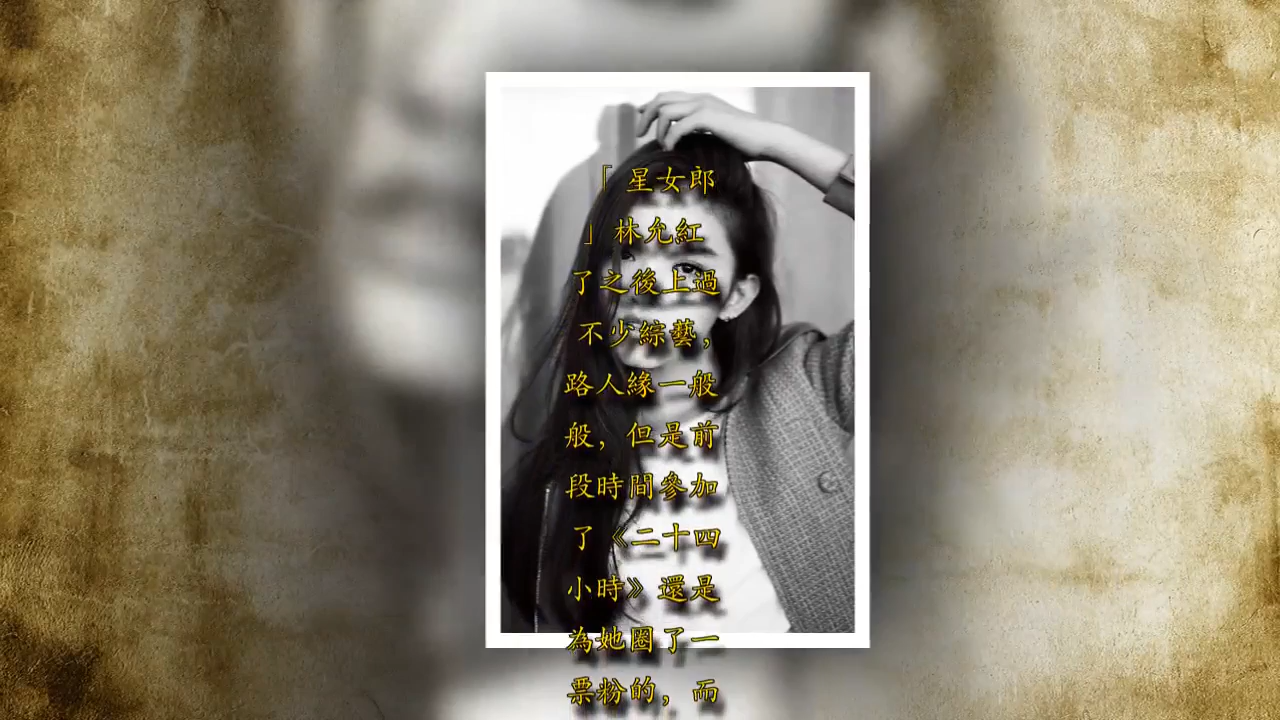 「 星女郎
」林允紅
了之後上過
不少綜藝,
路人緣一般
般, 但是前
段時間參加
了《二十四
小時》還是
為她圈了一
票粉的, 而